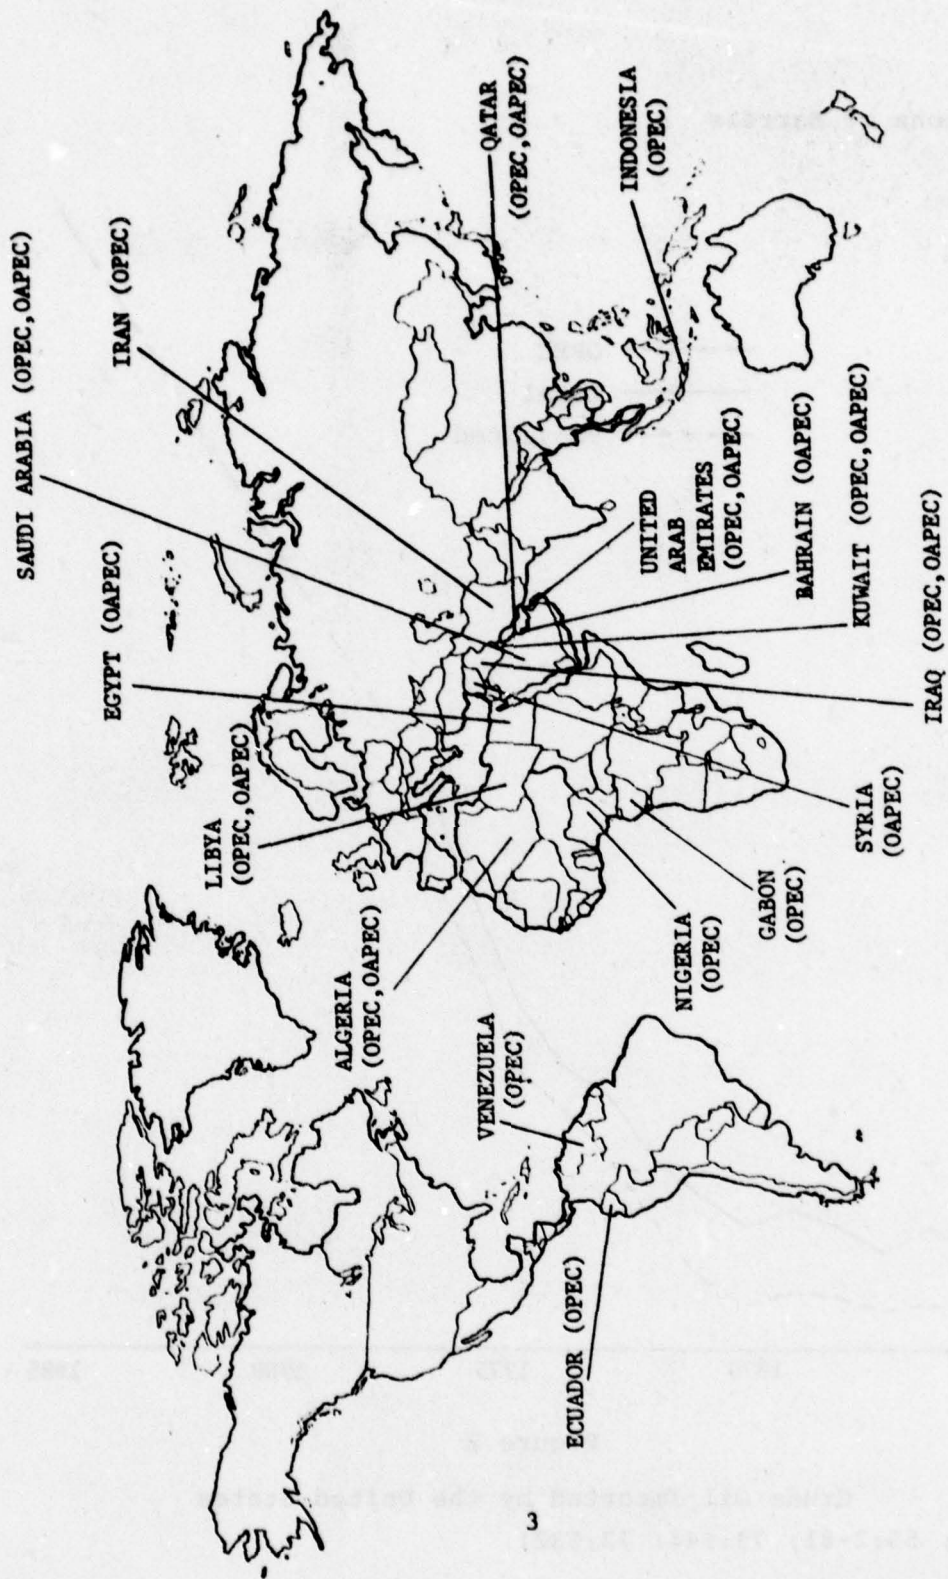 SAUDI ARABIA (OPEC,OAPEC)
IRAN (OPEC)
EGYPT (OAPEC)
LIBYA
(OPEC,OAPEC)
ALGERIA
(OPEC,OAPEC)
QATAR
(OPEC,OAPEC)
INDONESIA
(OPEC)
UNITED
ARAB
EMIRATES
(OPEC,OAPEC)
BAHRAIN (OAPEC)
KUWAIT (OPEC,OAPEC)
IRAQ (OPEC,OAPEC)
SYRIA
(OAPEC)
GABON
(OPEC)
NIGERIA
(OPEC)
VENEZUELA
(OPEC)
ECUADOR (OPEC)
3